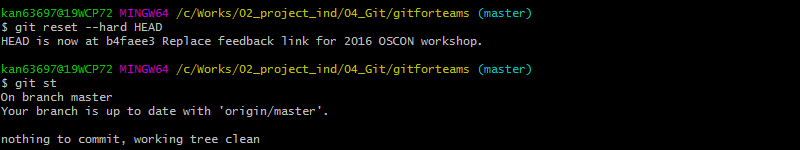 kan63697@19WCP72 MINGW64 /c/Works/02_project_ind/04_Git/gitforteams (master)
$ git reset --hard HEAD
HEAD is now at b4faee3 Replace feedback link for 2016 OSCON workshop.
kan63697@19WCP72 MINGW64 /c/Works/02_project_ind/04_Git/gitforteams (master)
$ git st
On branch master
Your branch is up to date with 'origin/master'.
nothing to commit, working tree clean